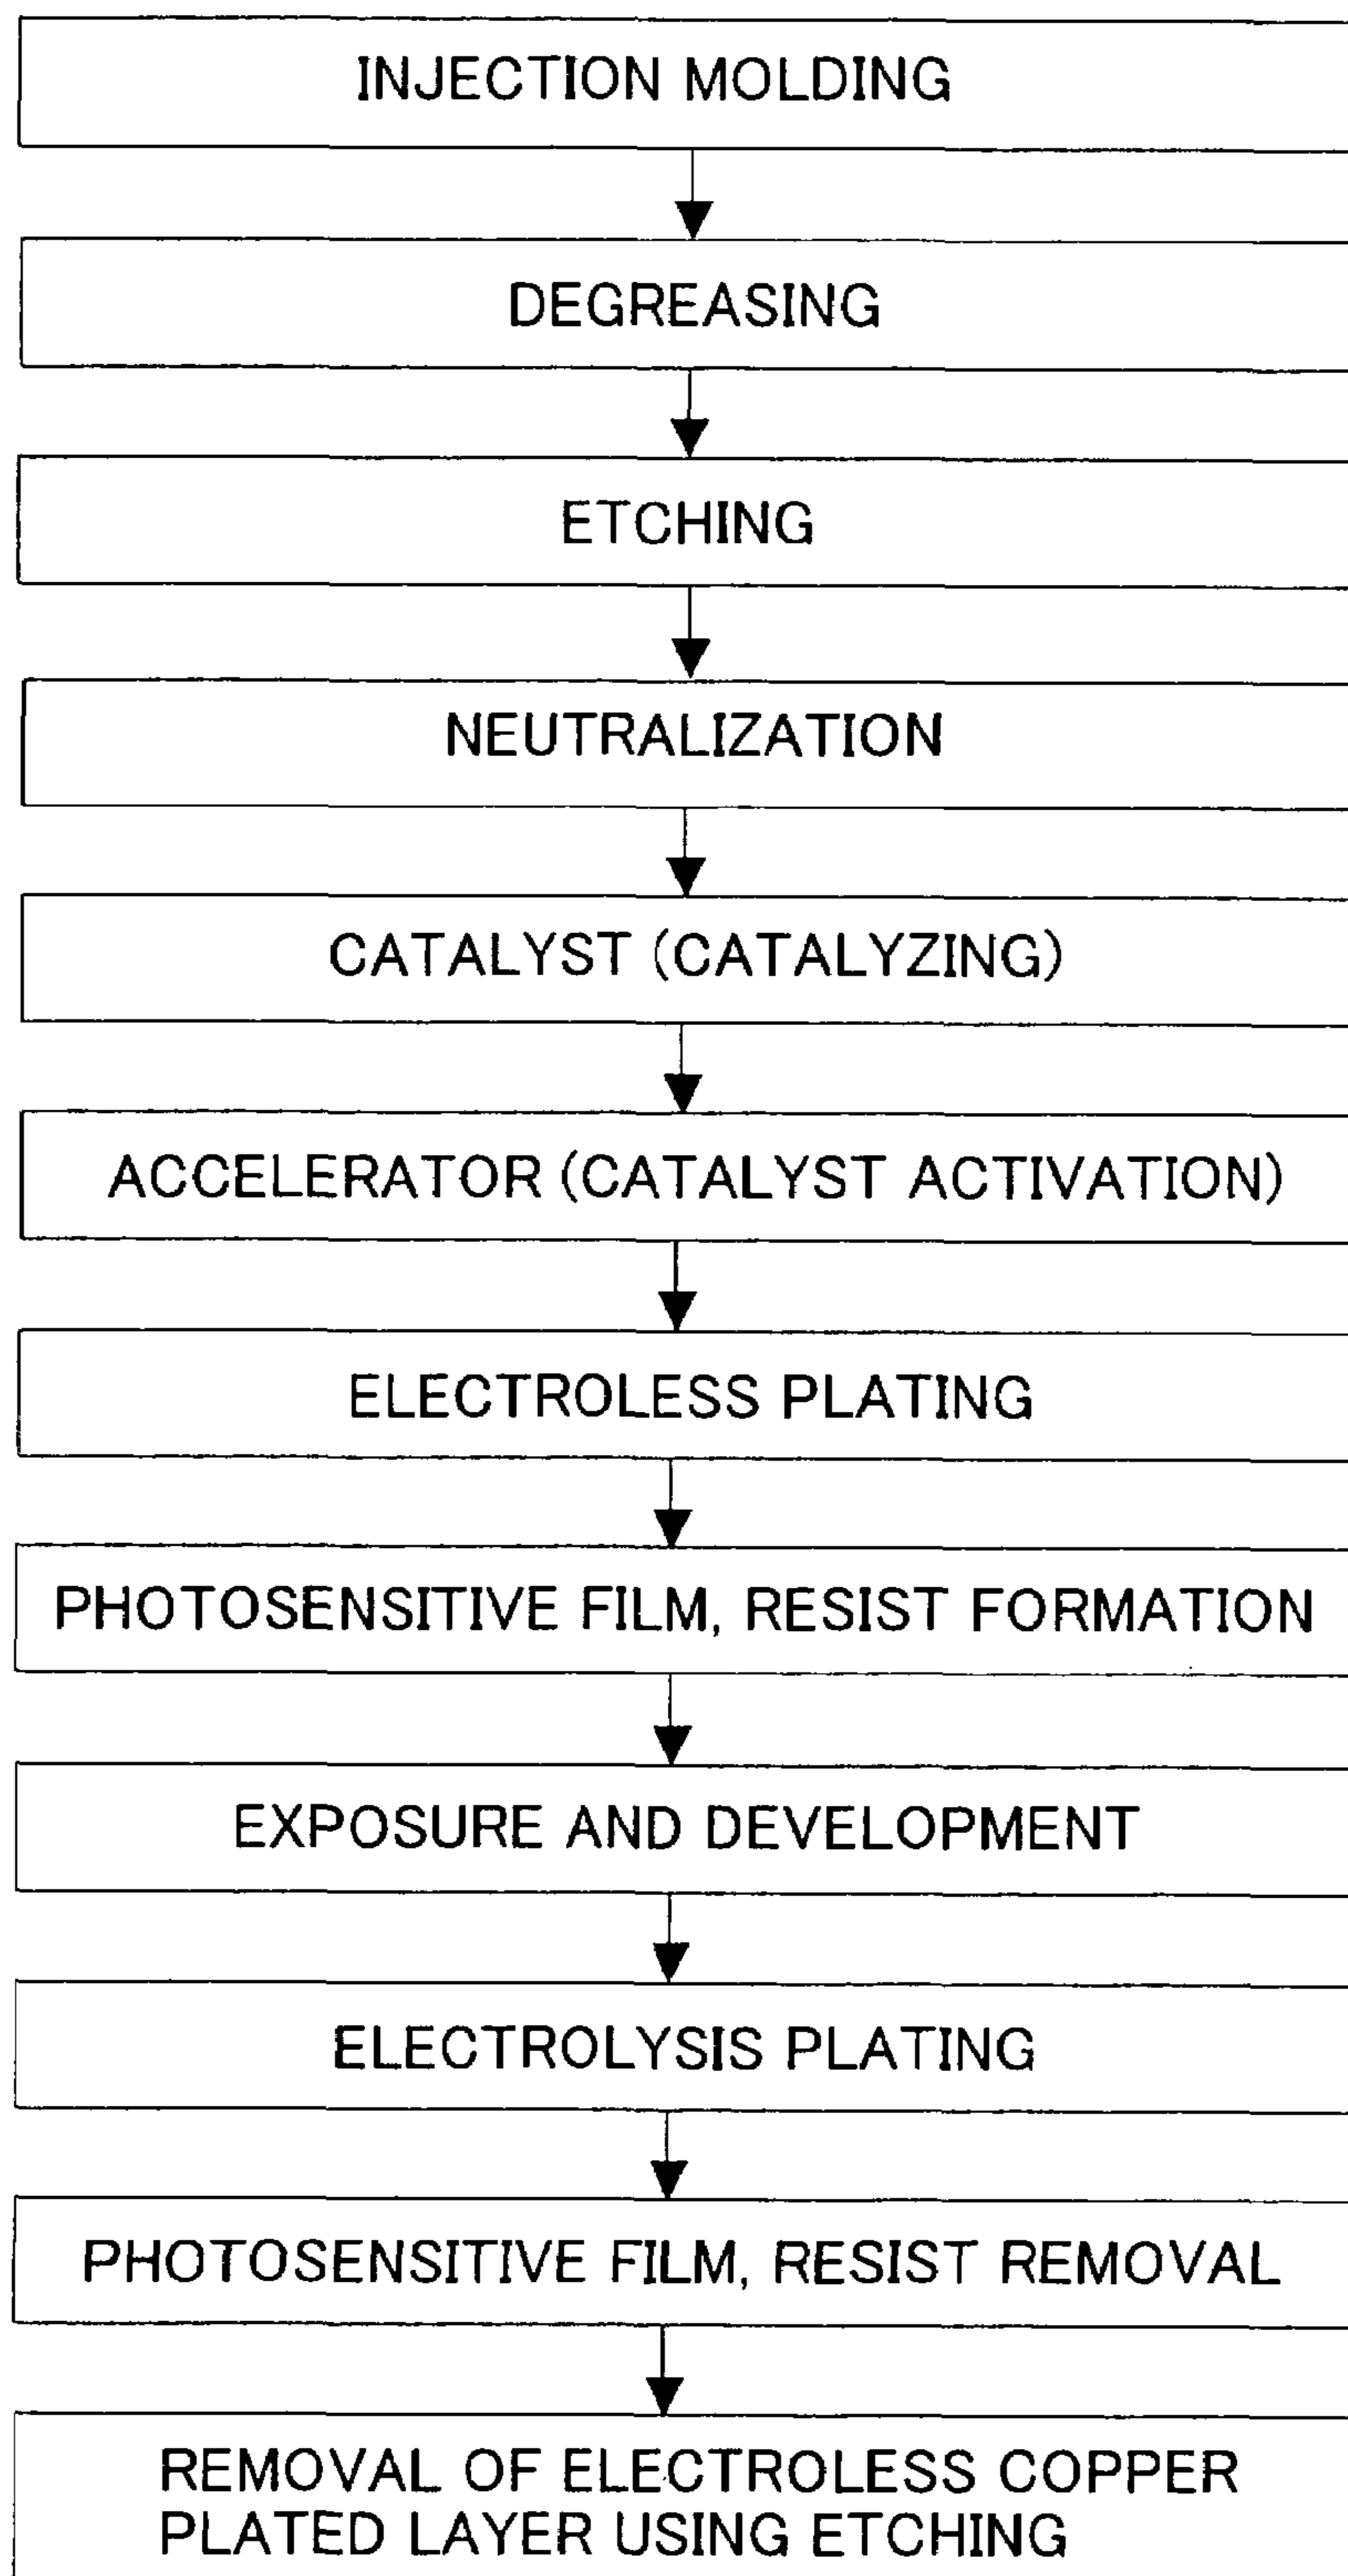 INJECTION MOLDING
DEGREASING
ETCHING
NEUTRALIZATION
CATALYST (CATALYZING)
ACCELERATOR (CATALYST ACTIVATION)
ELECTROLESS PLATING
PHOTOSENSITIVE FILM, RESIST FORMATION
EXPOSURE AND DEVELOPMENT
ELECTROLYSIS PLATING
PHOTOSENSITIVE FILM, RESIST REMOVAL
REMOVAL OF ELECTROLESS COPPER
PLATED LAYER USING ETCHING